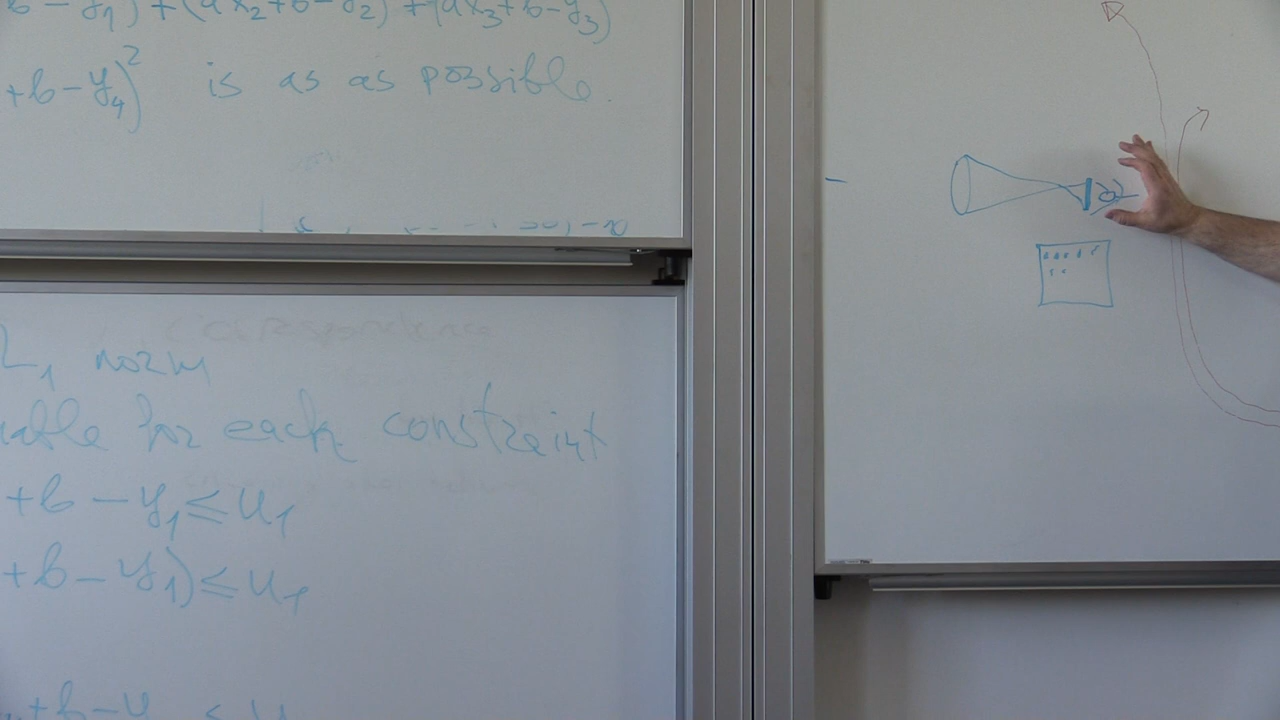 b - y₁) + (ax₂+b-y₂) + (ax₃+b-y₃)
+b-y₄)² is as as possible.
L₁ norm
iable for each constraint
+b - y₁ ≤ u₁
+b - y₁) ≤ u₁
+b - y ≤ u